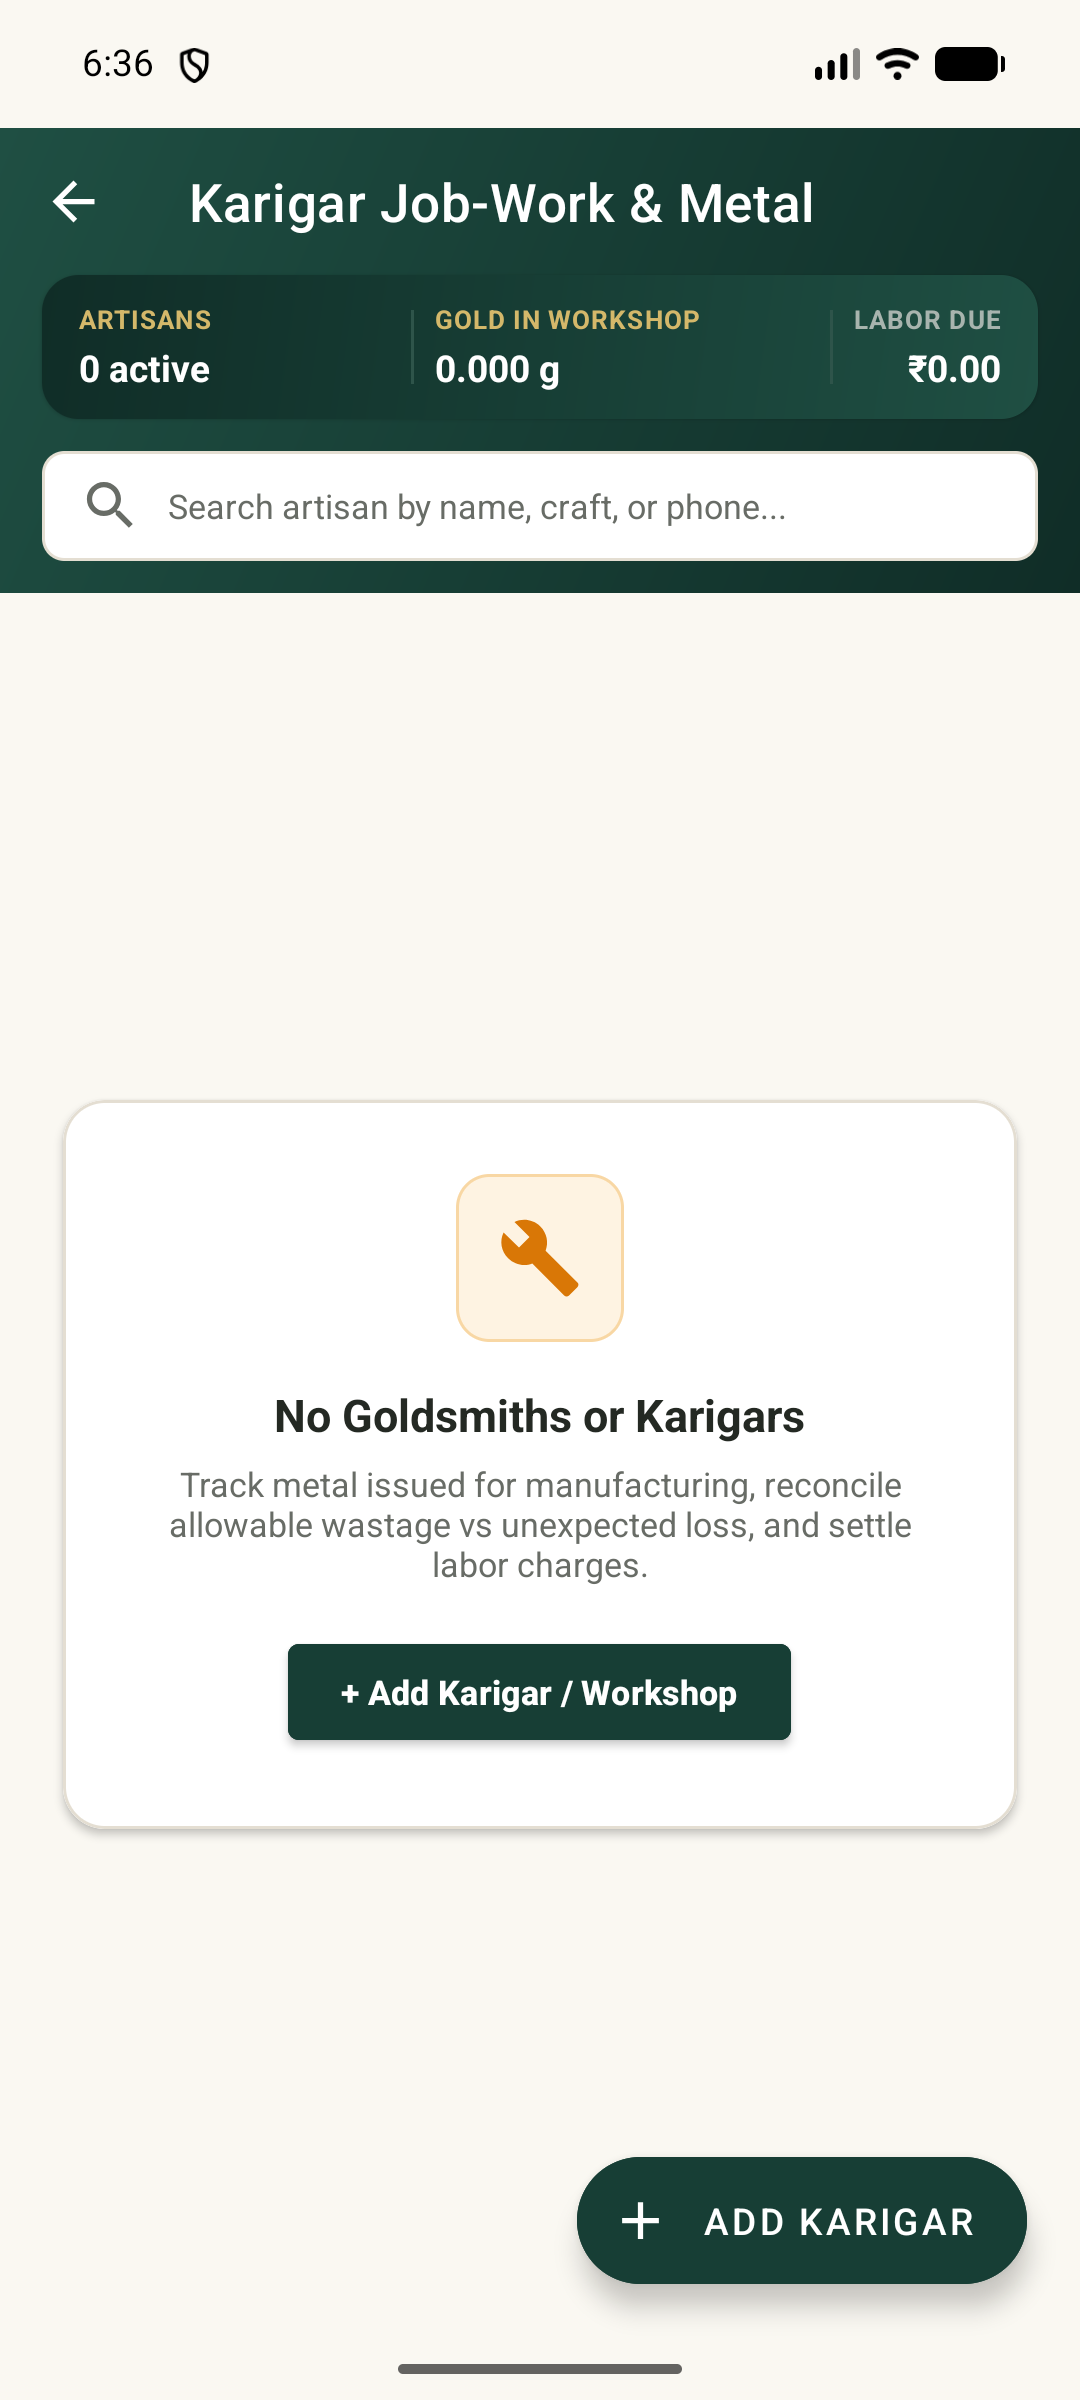 6:36
Karigar Job-Work & Metal
ARTISANS
0 active
GOLD IN WORKSHOP
0.000 g
LABOR DUE
₹0.00
Search artisan by name, craft, or phone...
No Goldsmiths or Karigars
Track metal issued for manufacturing, reconcile
allowable wastage vs unexpected loss, and settle
labor charges.
+ Add Karigar / Workshop
ADD KARIGAR